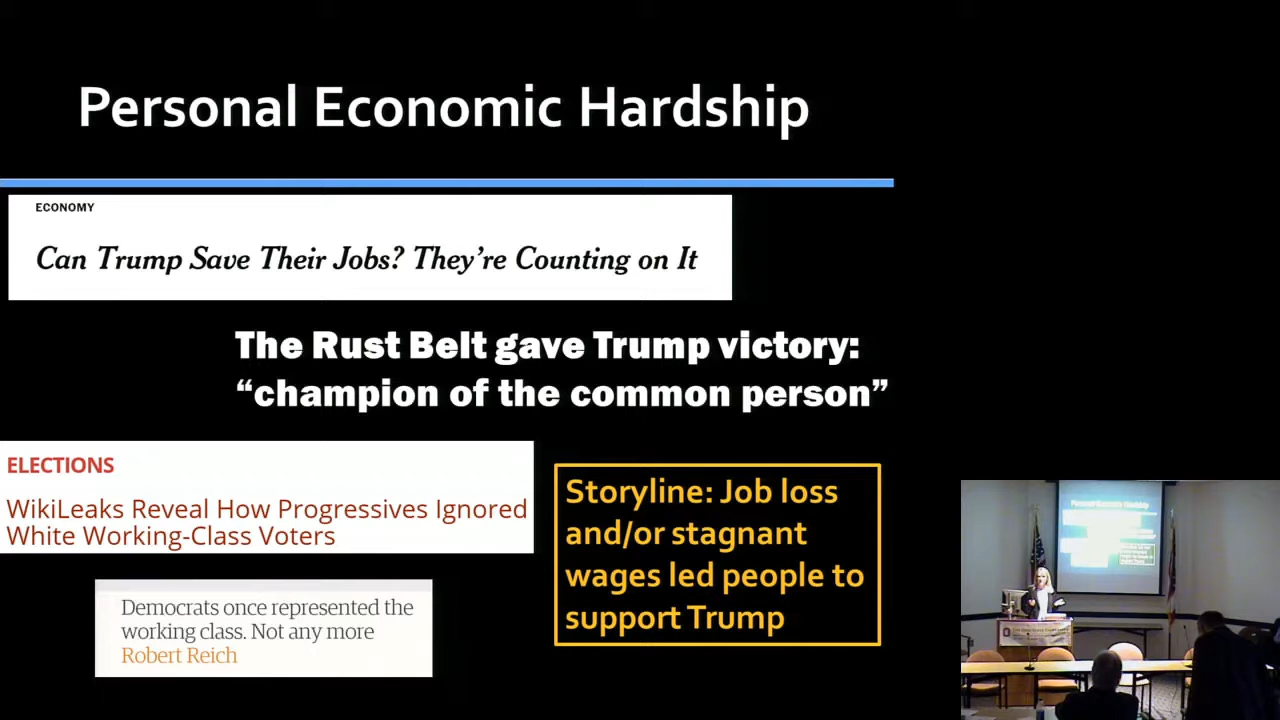 Personal Economic Hardship
ECONOMY
Can Trump Save Their Jobs? They're Counting on It
The Rust Belt gave Trump victory:
“champion of the common person”
ELECTIONS
WikiLeaks Reveal How Progressives Ignored
White Working-Class Voters
Democrats once represented the
working class. Not any more
Robert Reich
Storyline: Job loss
and/or stagnant
wages led people to
support Trump
Personal Economic Hardship